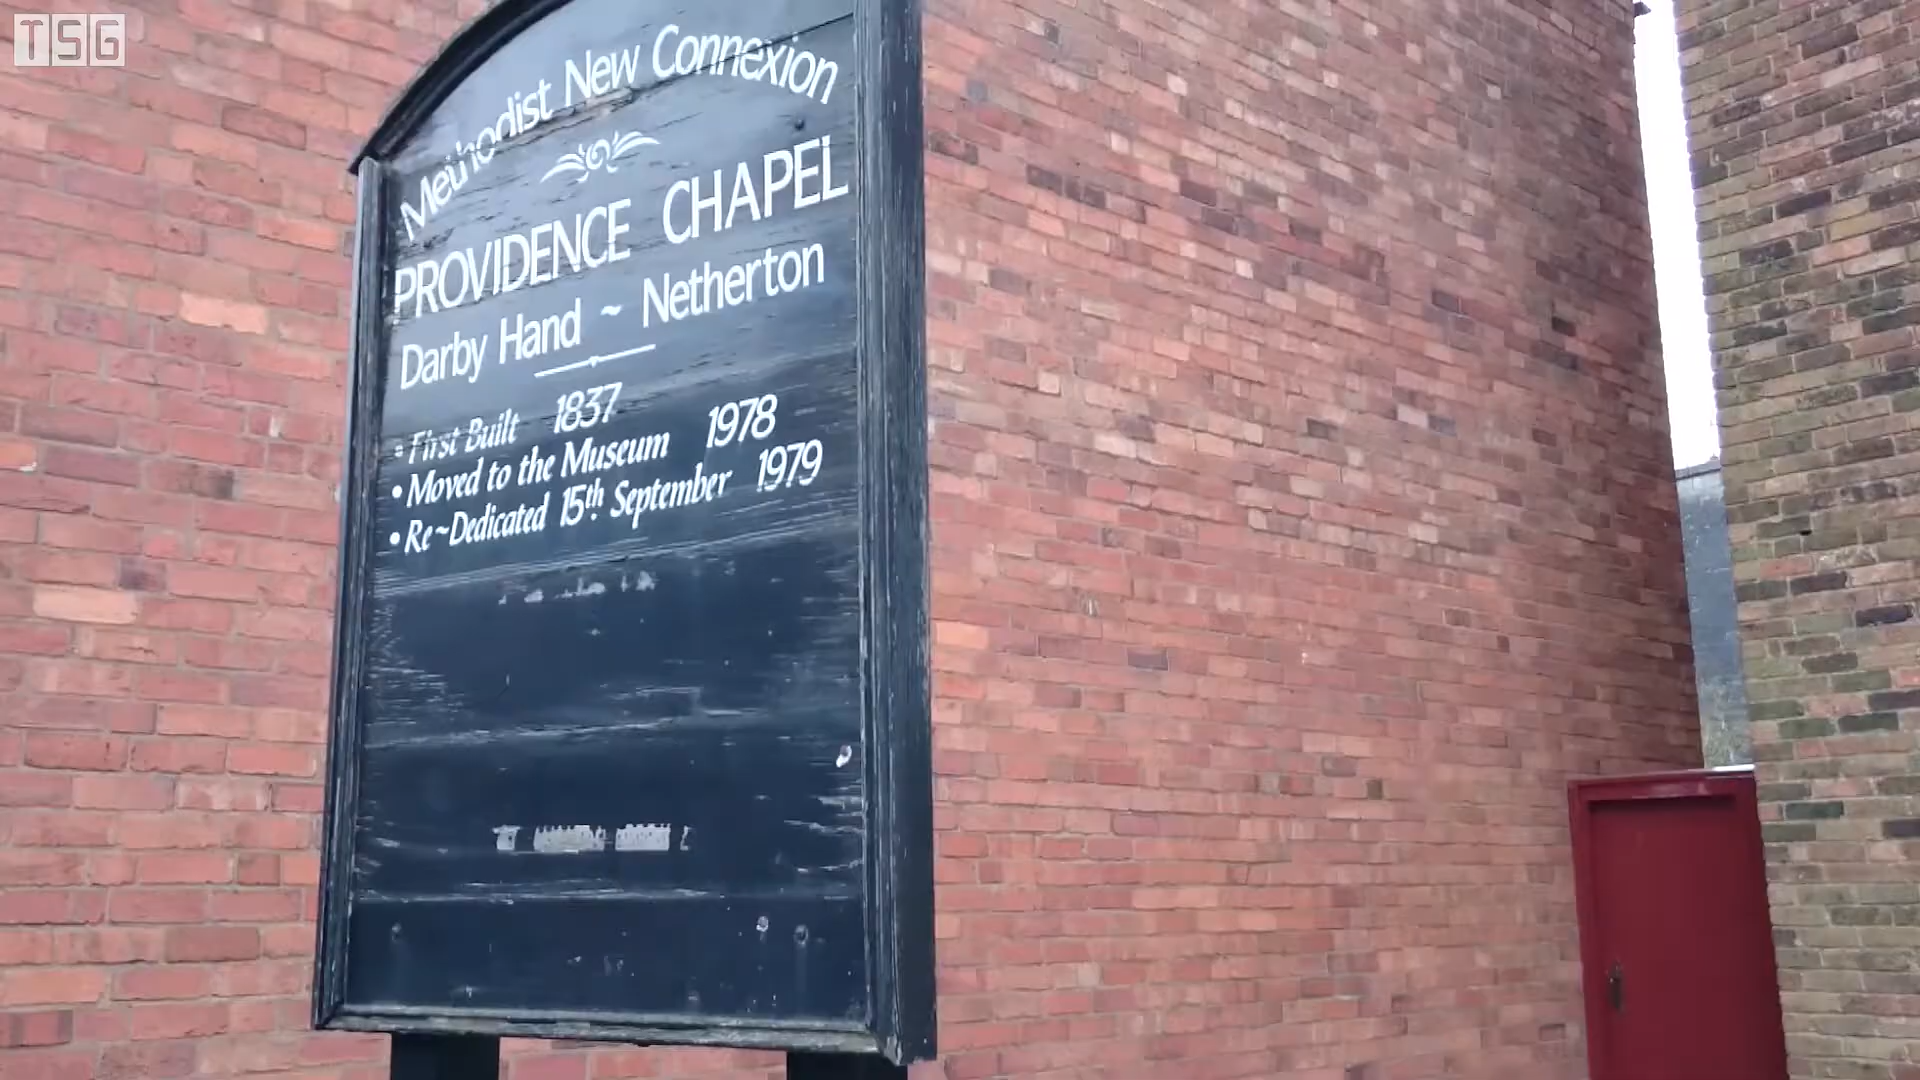 TSG
Methodist New Connexion
PROVIDENCE CHAPEL
Darby Hand ~ Netherton
• First Built 1837
• Moved to the Museum 1978
• Re~Dedicated 15th September 1979